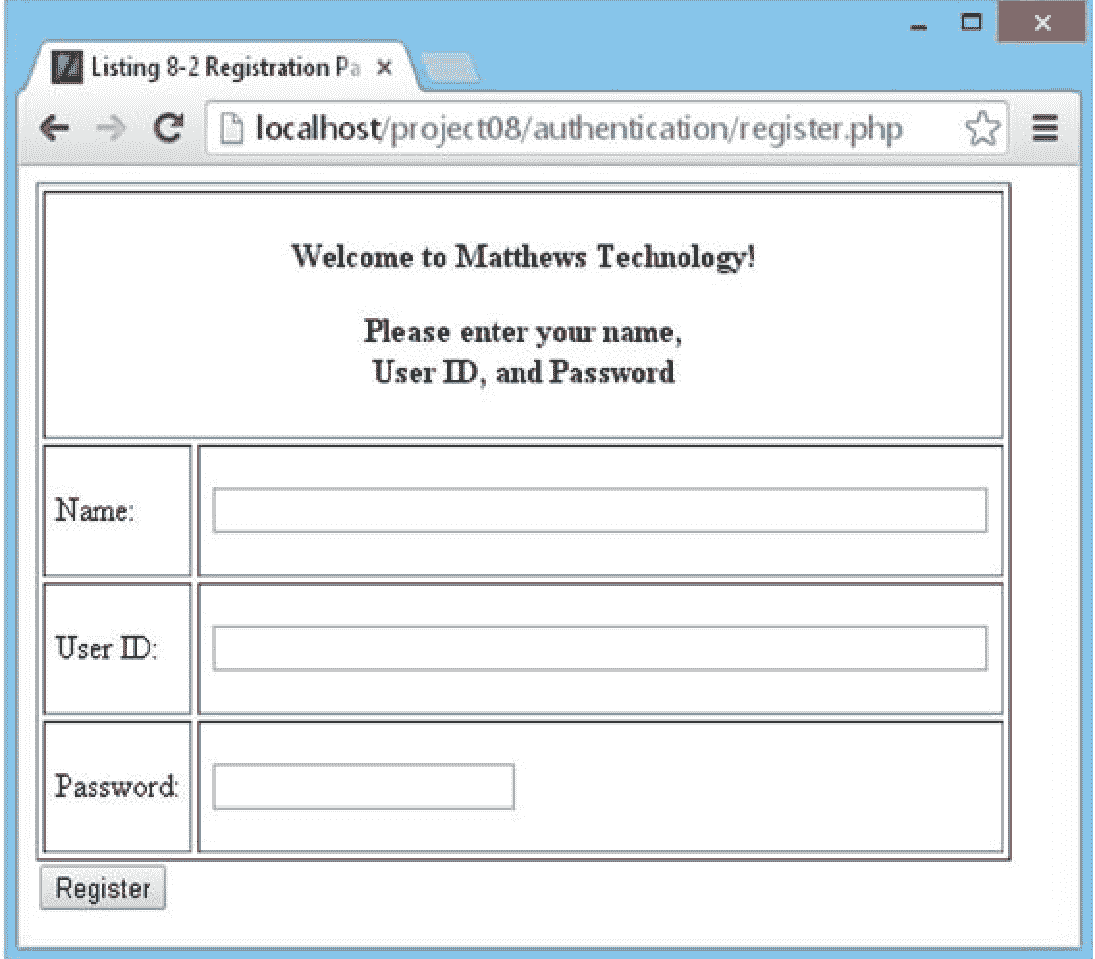 Listing 8-2 Registration Pa
localhost/project08/authentication/register.php
Welcome to Matthews Technology!
Please enter your name,
User ID, and Password
Name:
User ID:
Password:
Register